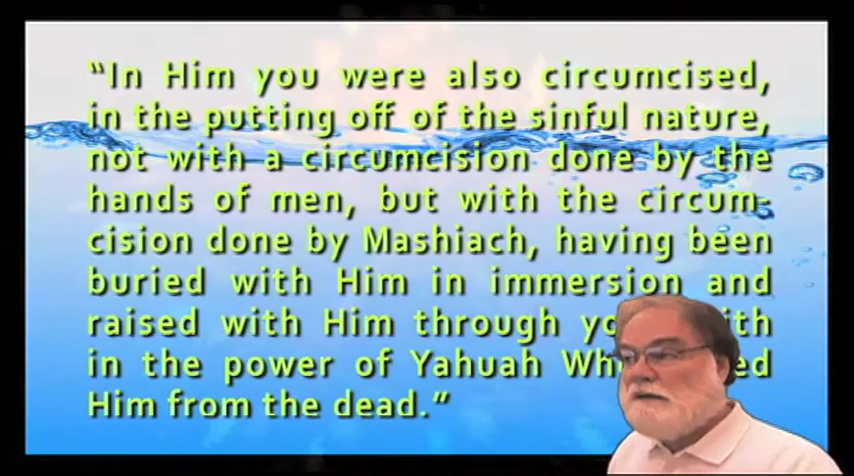 “In Him you were also circumcised,
in the putting off of the sinful nature,
not with a circumcision done by the
hands of men, but with the circum-
cision done by Mashiach, having been
buried with Him in immersion and
raised with Him through
in the power of Yahuah
Him from the dead.”